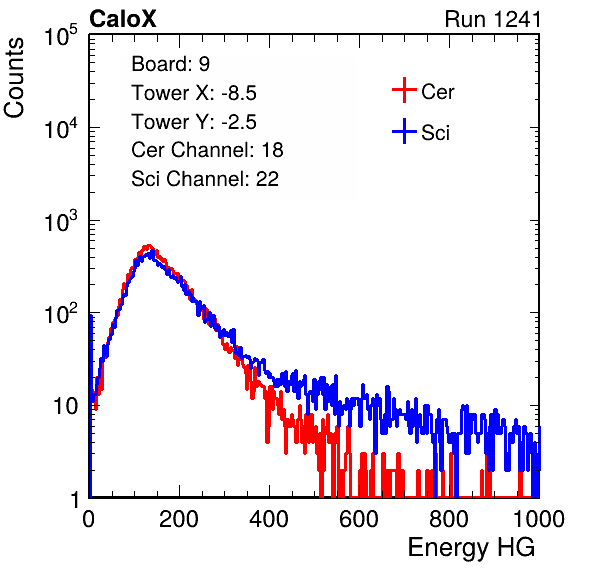 CaloX Run 1241
Counts
10^5
10^4
10^3
10^2
10
1
Board: 9
Tower X: -8.5
Tower Y: -2.5
Cer Channel: 18
Sci Channel: 22
Cer
Sci
0 200 400 600 800 1000
Energy HG